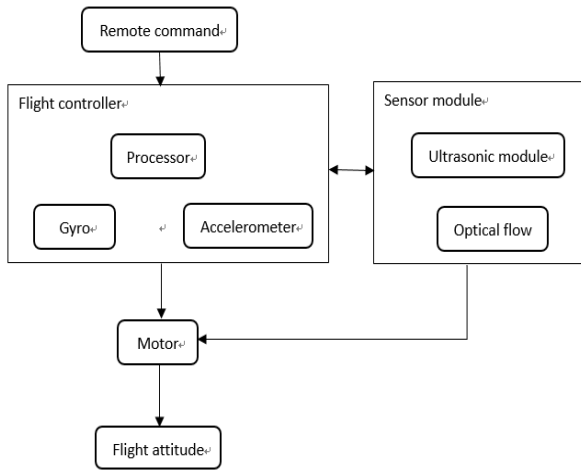 Remote command
Flight controller
Sensor module
Processor
Ultrasonic module
Gyro
Accelerometer
Optical flow
Motor
Flight attitude